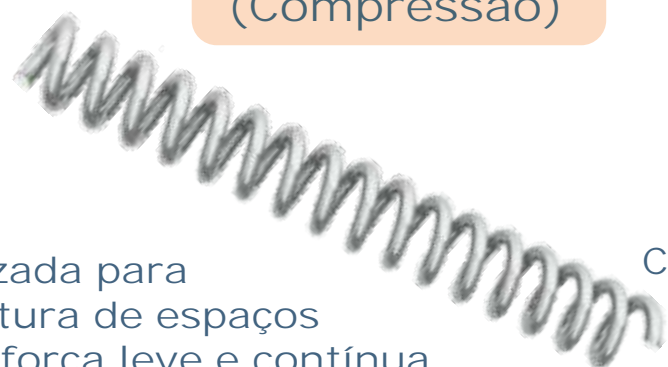 (Compressão)
zada para
tura de espaços
força leve e contínua
C